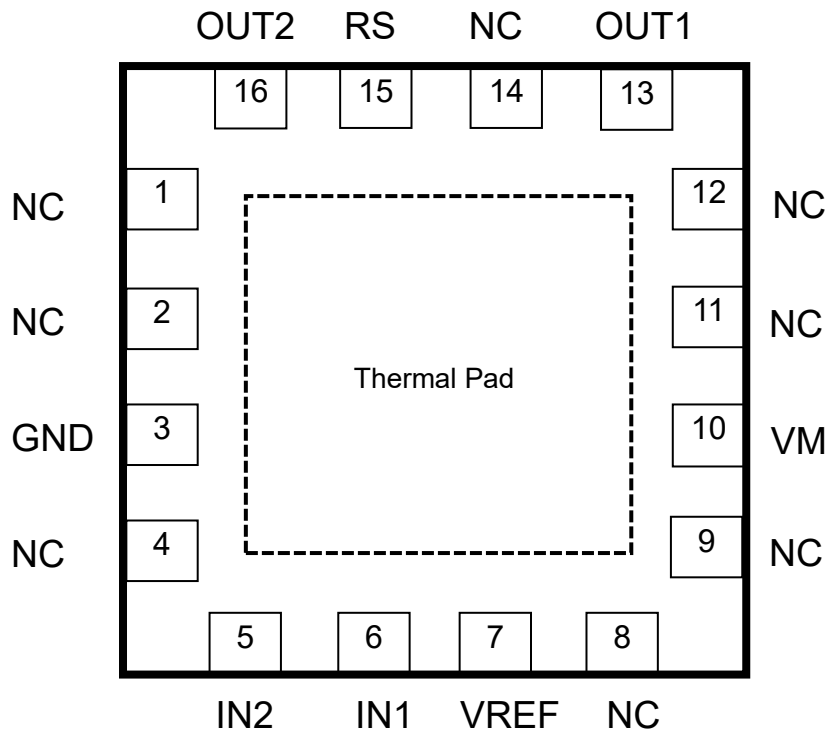 OUT2 RS NC OUT1
16 15 14 13
NC 1 12 NC
NC 2 11 NC
Thermal Pad
GND 3 10 VM
NC 4 9 NC
5 6 7 8
IN2 IN1 VREF NC